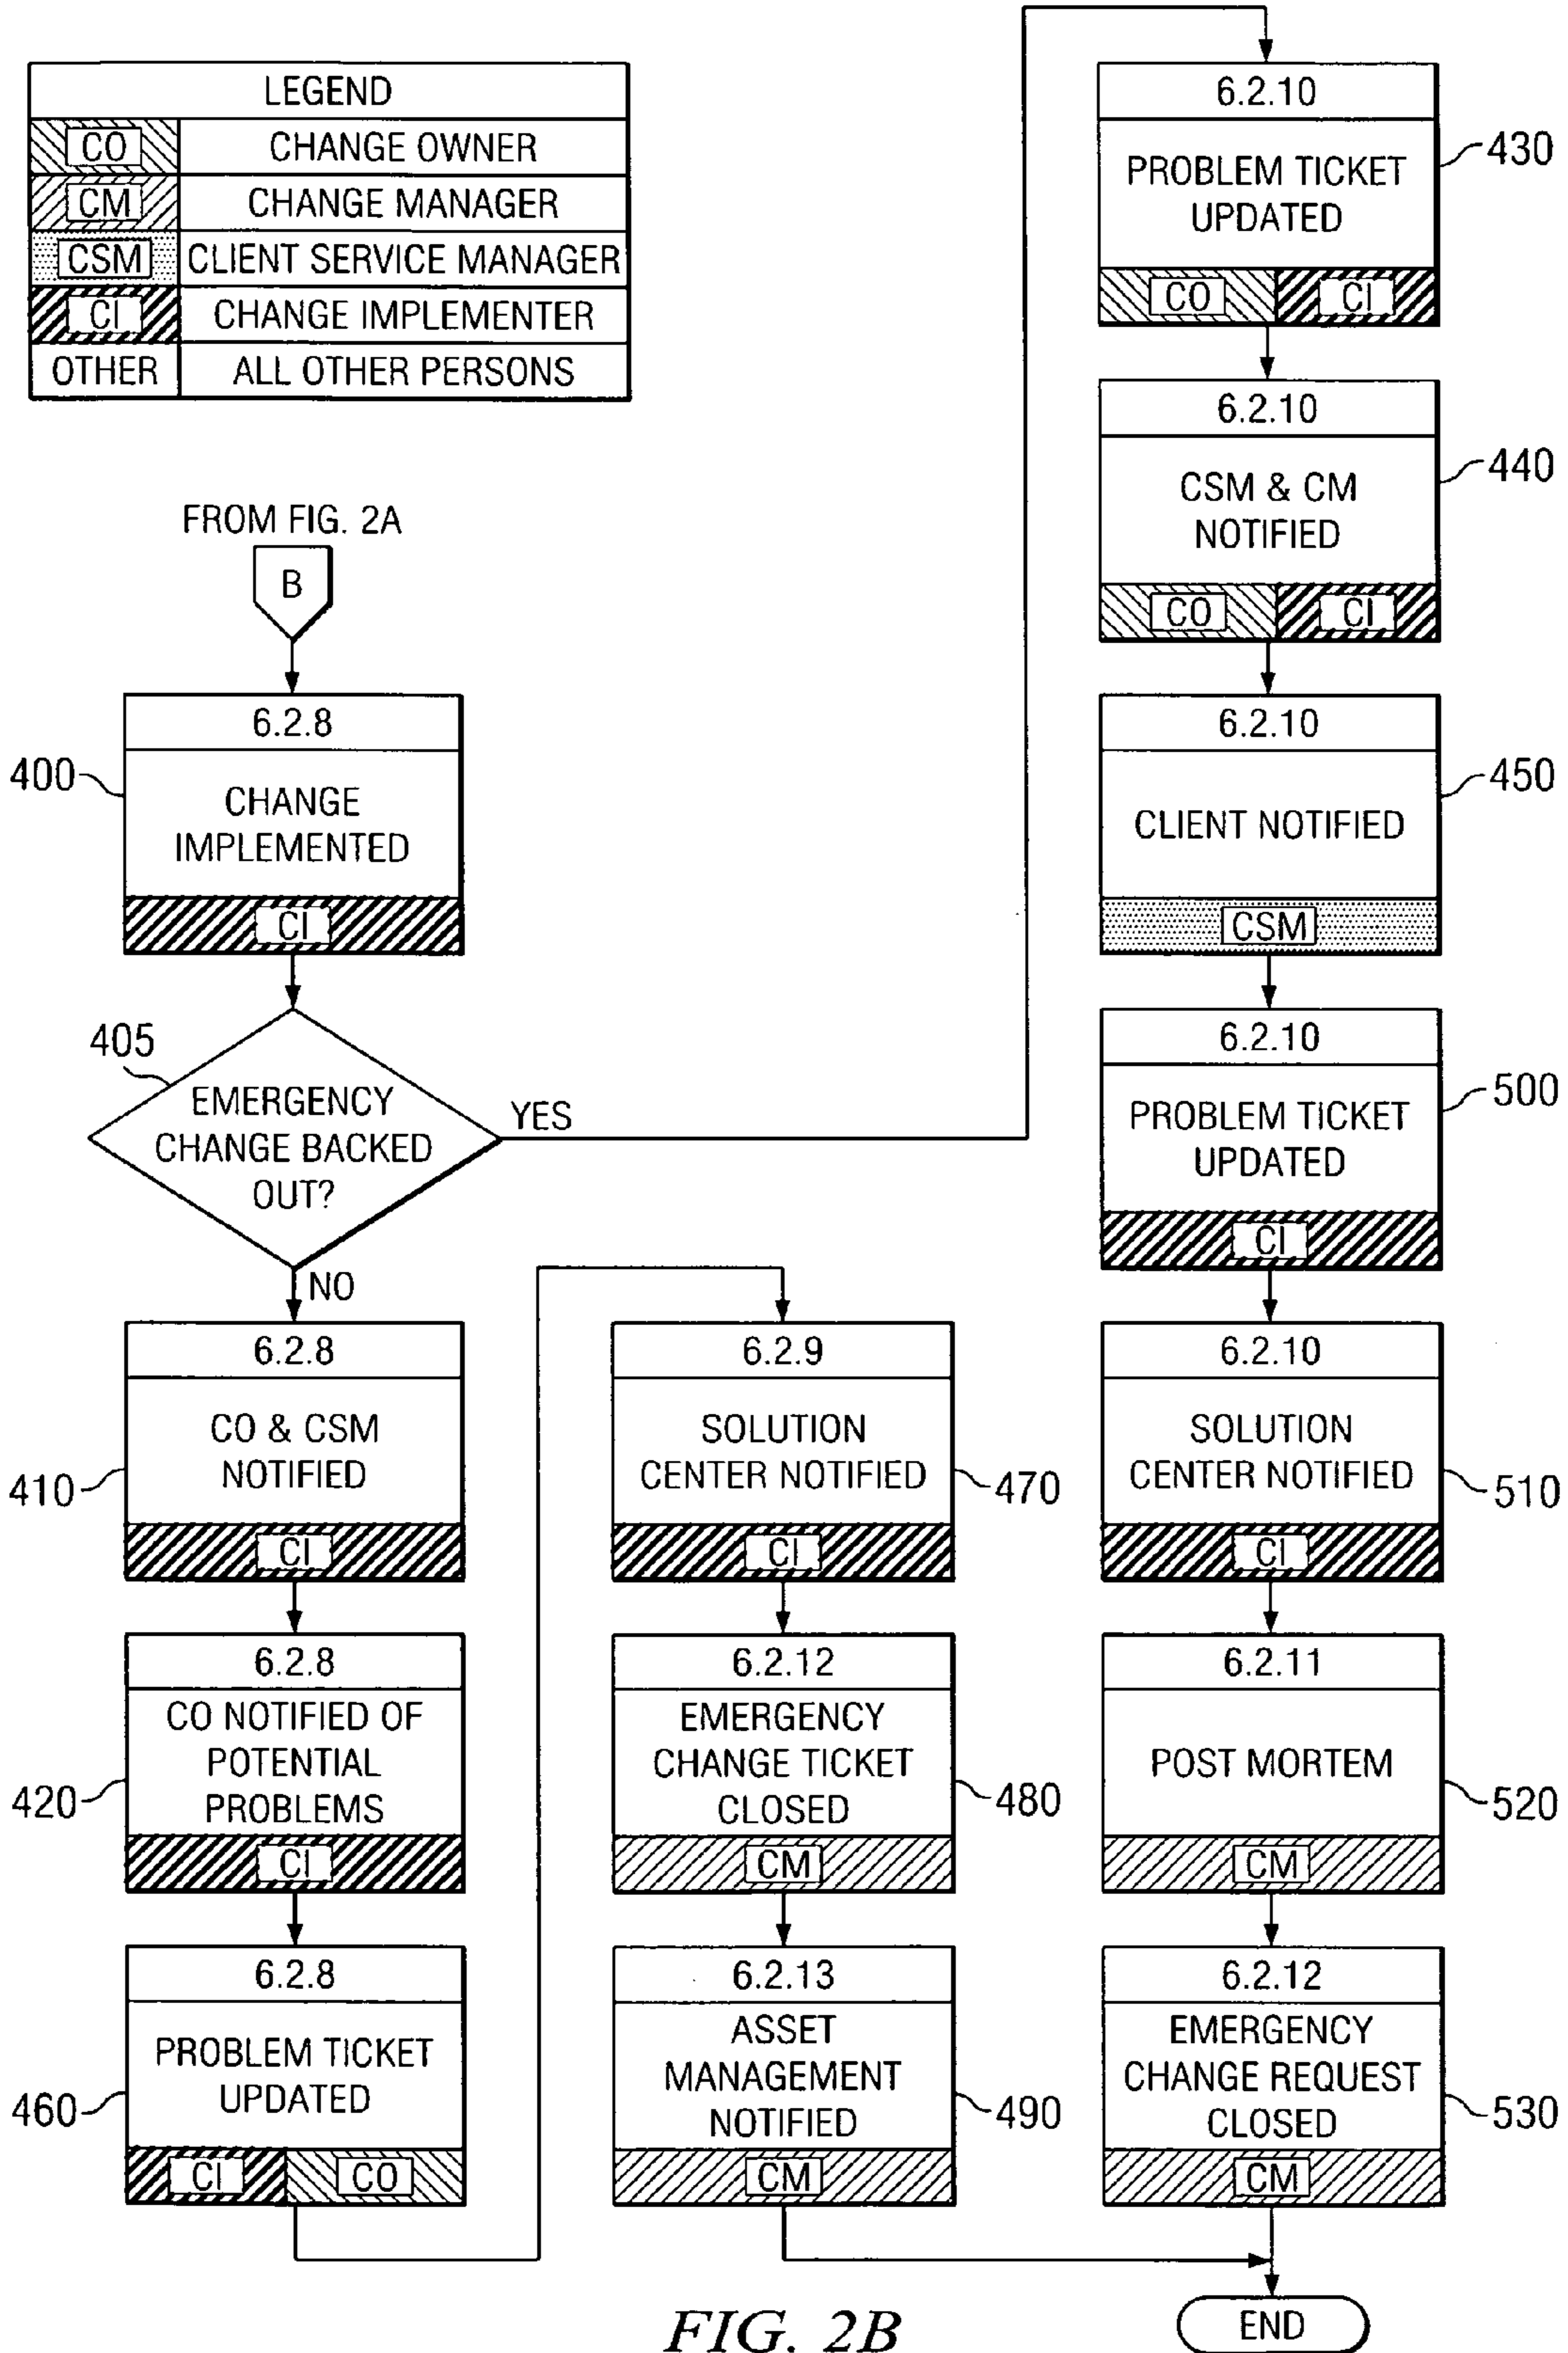 LEGEND
CO CHANGE OWNER
CM CHANGE MANAGER
CSM CLIENT SERVICE MANAGER
CI CHANGE IMPLEMENTER
OTHER ALL OTHER PERSONS
FROM FIG. 2A
B
6.2.8
400
CHANGE
IMPLEMENTED
CI
405
EMERGENCY
CHANGE BACKED
OUT?
YES
NO
6.2.8
CO & CSM
NOTIFIED
410
CI
6.2.8
CO NOTIFIED OF
POTENTIAL
PROBLEMS
420
CI
6.2.8
PROBLEM TICKET
UPDATED
460
CI CO
6.2.9
SOLUTION
CENTER NOTIFIED
470
CI
6.2.12
EMERGENCY
CHANGE TICKET
CLOSED
480
CM
6.2.13
ASSET
MANAGEMENT
NOTIFIED
490
CM
6.2.10
430
PROBLEM TICKET
UPDATED
CO CI
6.2.10
440
CSM & CM
NOTIFIED
CO CI
6.2.10
450
CLIENT NOTIFIED
CSM
6.2.10
500
PROBLEM TICKET
UPDATED
CI
6.2.10
SOLUTION
CENTER NOTIFIED
510
CI
6.2.11
POST MORTEM
520
CM
6.2.12
EMERGENCY
CHANGE REQUEST
CLOSED
530
CM
END
FIG. 2B